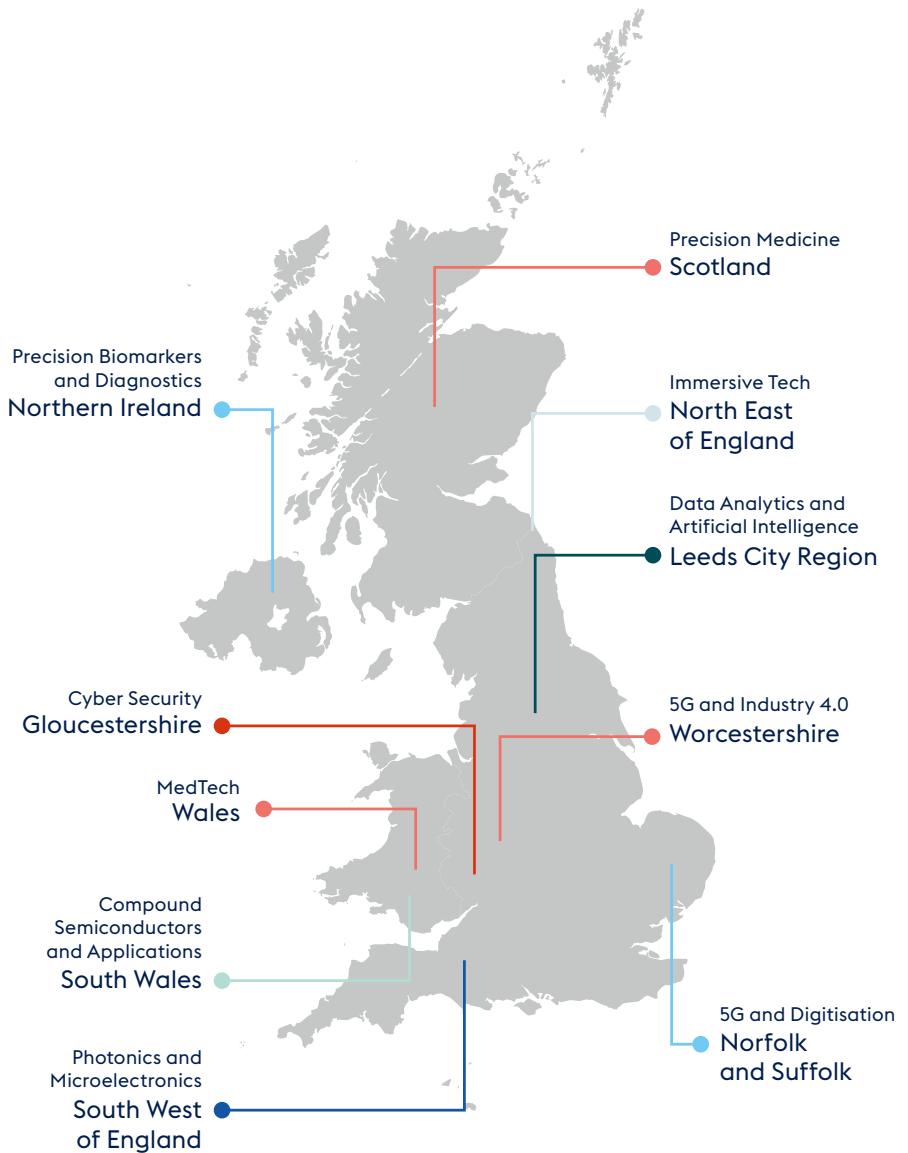 Precision Medicine
Scotland
Precision Biomarkers
and Diagnostics
Northern Ireland
Immersive Tech
North East
of England
Data Analytics and
Artificial Intelligence
Leeds City Region
Cyber Security
Gloucestershire
5G and Industry 4.0
Worcestershire
MedTech
Wales
Compound
Semiconductors
and Applications
South Wales
5G and Digitisation
Norfolk
and Suffolk
Photonics and
Microelectronics
South West
of England